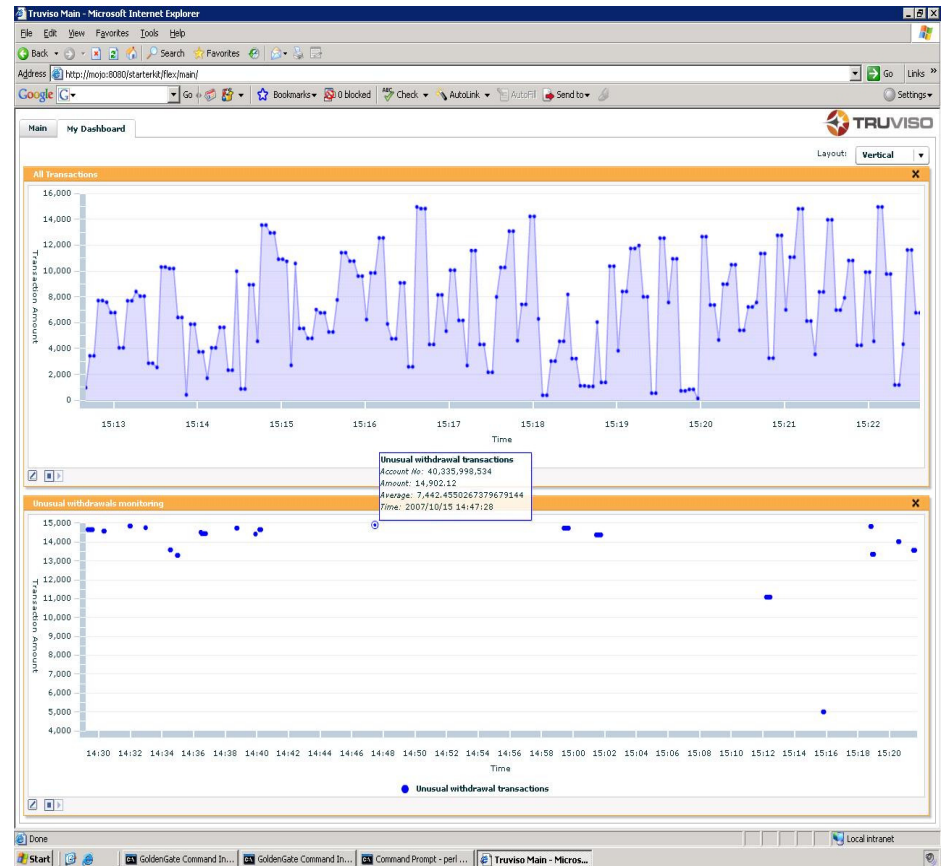 Truviso Main - Microsoft Internet Explorer
File Edit View Favorites Tools Help
Back Search Favorites
Address http://mojo:8080/starterkit/flex/main/ Go Links »
Google G Go Bookmarks 0 blocked Check AutoLink AutoFill Send to Settings
Main My Dashboard TRUVISO
Layout: Vertical
All Transactions X
Transaction Amount
16,000
14,000
12,000
10,000
8,000
6,000
4,000
2,000
0
15:13 15:14 15:15 15:16 15:17 15:18 15:19 15:20 15:21 15:22
Time
Unusual withdrawal transactions
Account No: 40,335,998,534
Amount: 14,902.12
Average: 7,442.4550267379679144
Time: 2007/10/15 14:47:28
Unusual withdrawals monitoring X
Transaction Amount
15,000
14,000
13,000
12,000
11,000
10,000
9,000
8,000
7,000
6,000
5,000
4,000
14:30 14:32 14:34 14:36 14:38 14:40 14:42 14:44 14:46 14:48 14:50 14:52 14:54 14:56 14:58 15:00 15:02 15:04 15:06 15:08 15:10 15:12 15:14 15:16 15:18 15:20
Time
Unusual withdrawal transactions
Done Local intranet
Start GoldenGate Command In... GoldenGate Command In... Command Prompt - perl ... Truviso Main - Micros...